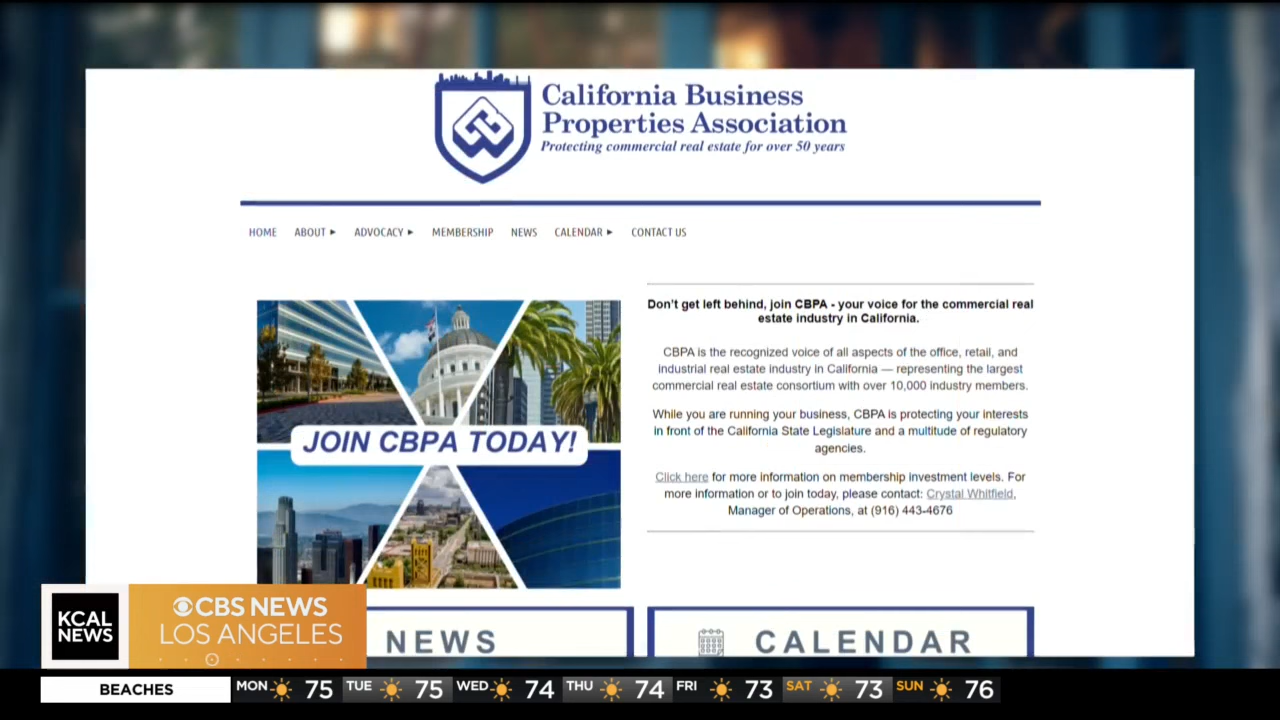 California Business
Properties Association
Protecting commercial real estate for over 50 years
HOME ABOUT ► ADVOCACY ► MEMBERSHIP NEWS CALENDAR ► CONTACT US
JOIN CBPA TODAY!
Don't get left behind, join CBPA - your voice for the commercial real
estate industry in California.
CBPA is the recognized voice of all aspects of the office, retail, and
industrial real estate industry in California — representing the largest
commercial real estate consortium with over 10,000 industry members.
While you are running your business, CBPA is protecting your interests
in front of the California State Legislature and a multitude of regulatory
agencies.
Click here for more information on membership investment levels. For
more information or to join today, please contact: Crystal Whitfield,
Manager of Operations, at (916) 443-4676
NEWS
CALENDAR
KCAL
NEWS
CBS NEWS
LOS ANGELES
BEACHES MON 75 TUE 75 WED 74 THU 74 FRI 73 SAT 73 SUN 76